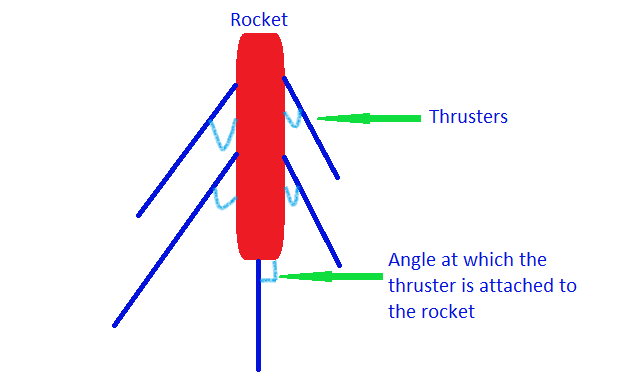 Rocket
Thrusters
Angle at which the
thruster is attached to
the rocket